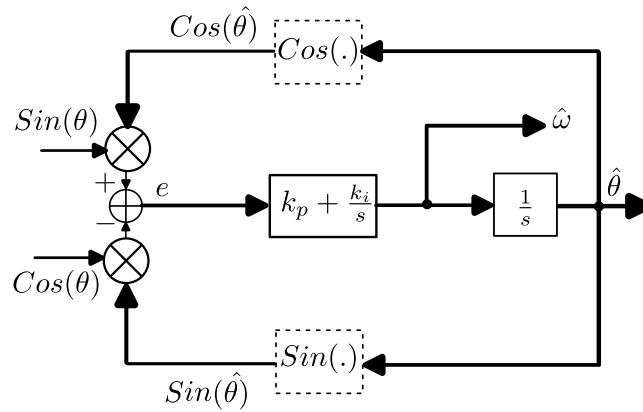 Cos(θ̂)
Cos(.)
Sin(θ)
+
e
−
k_p + k_i/s
ω̂
1/s
θ̂
Cos(θ)
Sin(.)
Sin(θ̂)